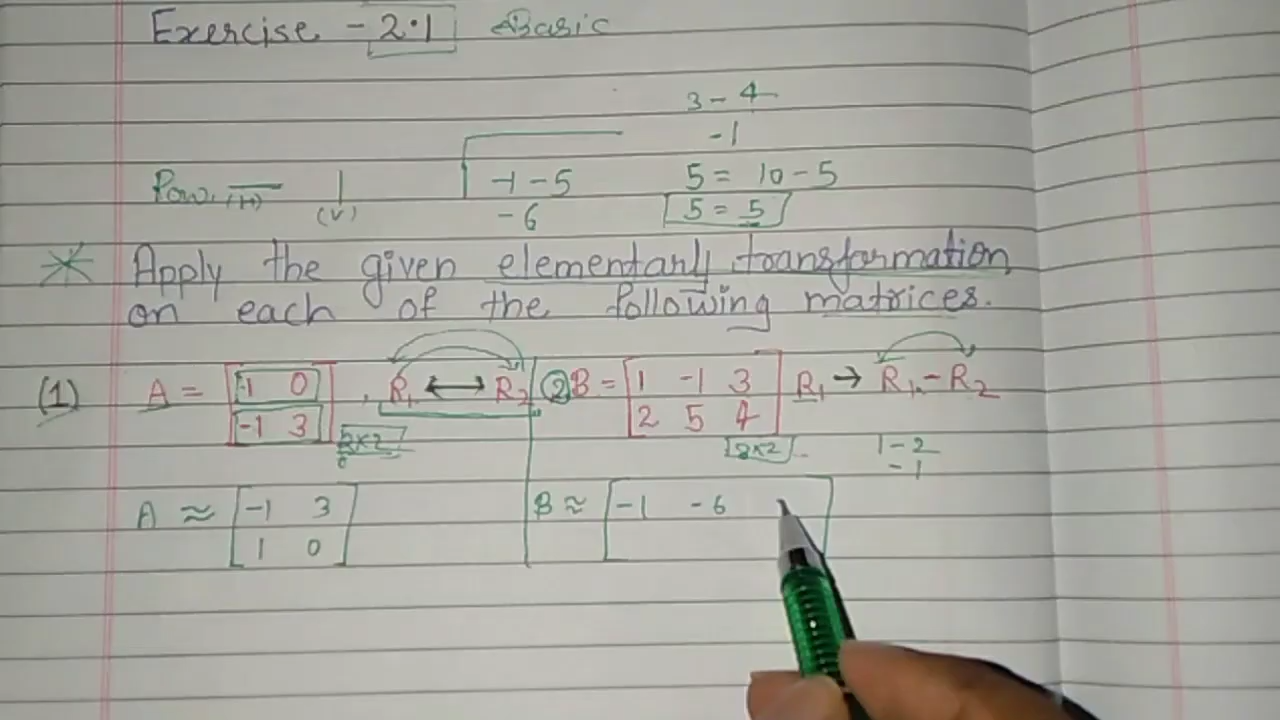 Exercise - 2.1 Basic
3 - 4
-1
Row (H) (V) -1 - 5 5 = 10 - 5
-6 5 = 5
* Apply the given elementary transformation
on each of the following matrices.
(1) A = [1 0 , R1 ↔ R2 ② B = [1 -1 3] R1 → R1 - R2
-1 3] 2 5 4
1 - 2
-1
A ≈ [-1 3 B ≈ [-1 -6
1 0]